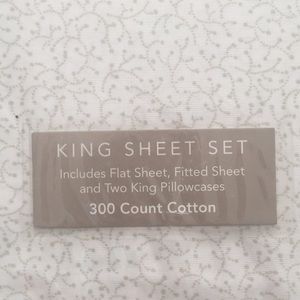 KING SHEET SET
Includes Flat Sheet, Fitted Sheet
and Two King Pillowcases
300 Count Cotton